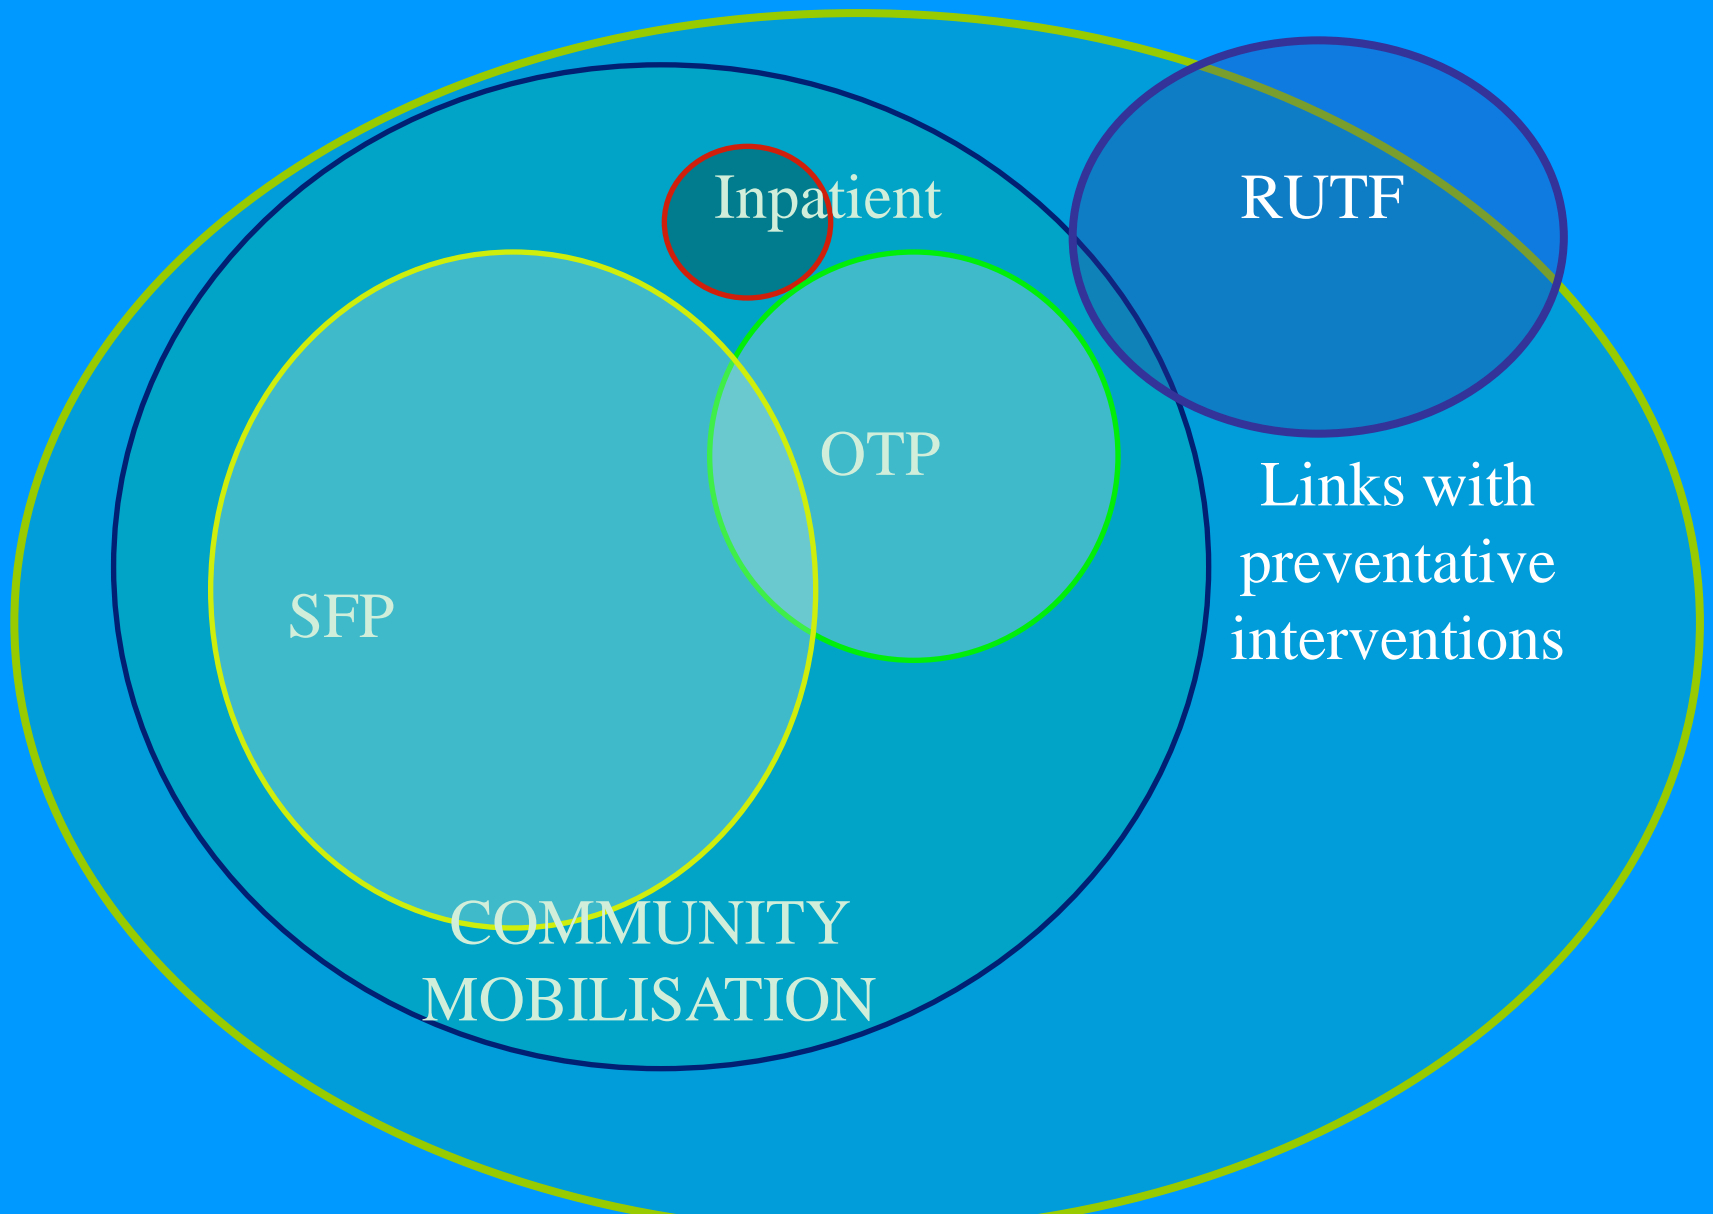 Inpatient
RUTF
OTP
Links with
preventative
interventions
SFP
COMMUNITY
MOBILISATION